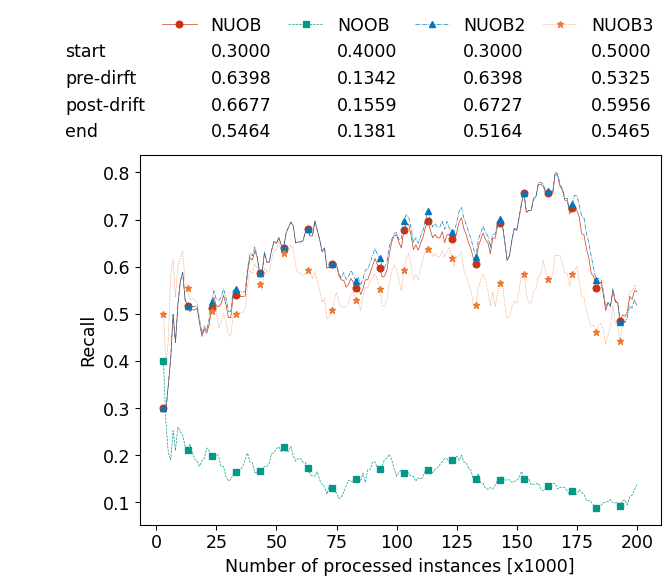 NUOB NOOB NUOB2 NUOB3
start 0.3000 0.4000 0.3000 0.5000
pre-dirft 0.6398 0.1342 0.6398 0.5325
post-drift 0.6677 0.1559 0.6727 0.5956
end 0.5464 0.1381 0.5164 0.5465
0.8
0.7
0.6
0.5
0.4
0.3
0.2
0.1
Recall
0 25 50 75 100 125 150 175 200
Number of processed instances [x1000]